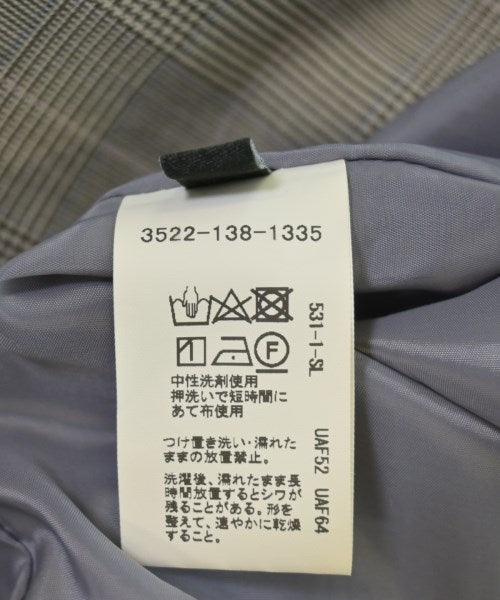 3522-138-1335
中性洗剤使用
押洗いで短時間に
あて布使用
つけ置き洗い・濡れた
ままの放置禁止。
洗濯後、濡れたまま長
時間放置するとシワが
残ることがある。形を
整えて、速やかに乾燥
すること。
F
531-1-SL
UAF52 UAF64